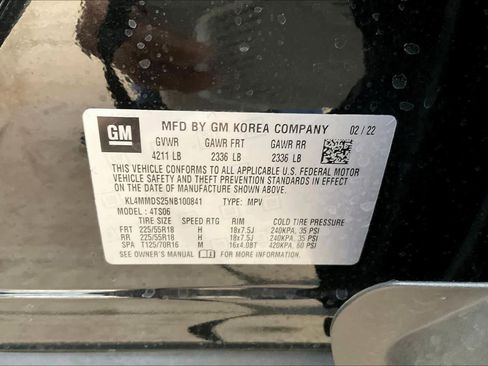 GM
MFD BY GM KOREA COMPANY 02 / 22
GVWR GAWR FRT GAWR RR
4211 LB 2336 LB 2336 LB
THIS VEHICLE CONFORMS TO ALL APPLICABLE U.S. FEDERAL MOTOR
VEHICLE SAFETY, BUMPER, AND THEFT PREVENTION STANDARDS IN
EFFECT ON THE DATE OF MANUFACTURE SHOWN ABOVE.
KL4MMDS25NB100841 TYPE: MPV
MODEL: 4TS06
TIRE SIZE SPEED RTG RIM COLD TIRE PRESSURE
FRT 225/55R18 H 18x7.5J 240KPA, 35 PSI
RR 225/55R18 H 18x7.5J 240KPA, 35 PSI
SPA T125/70R16 M 16x4.0BT 420KPA, 60 PSI
SEE OWNER'S MANUAL FOR MORE INFORMATION.